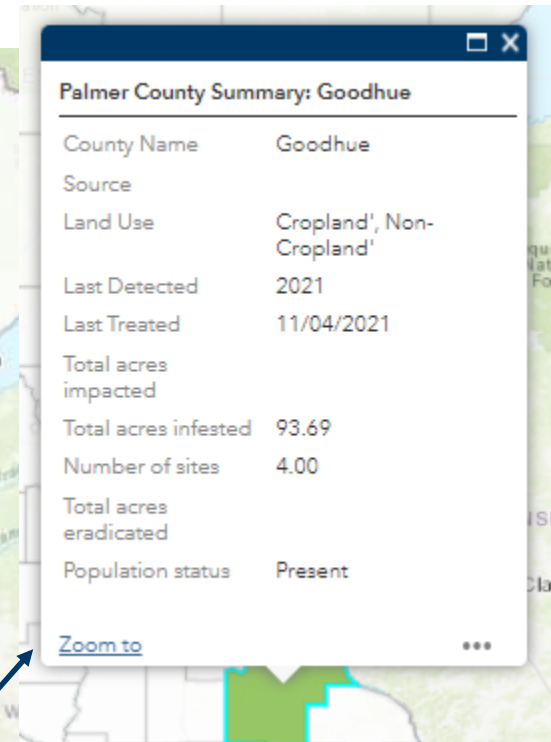 Palmer County Summary: Goodhue
County Name Goodhue
Source
Land Use Cropland', Non-
Cropland'
Last Detected 2021
Last Treated 11/04/2021
Total acres
impacted
Total acres infested 93.69
Number of sites 4.00
Total acres
eradicated
Population status Present
Zoom to